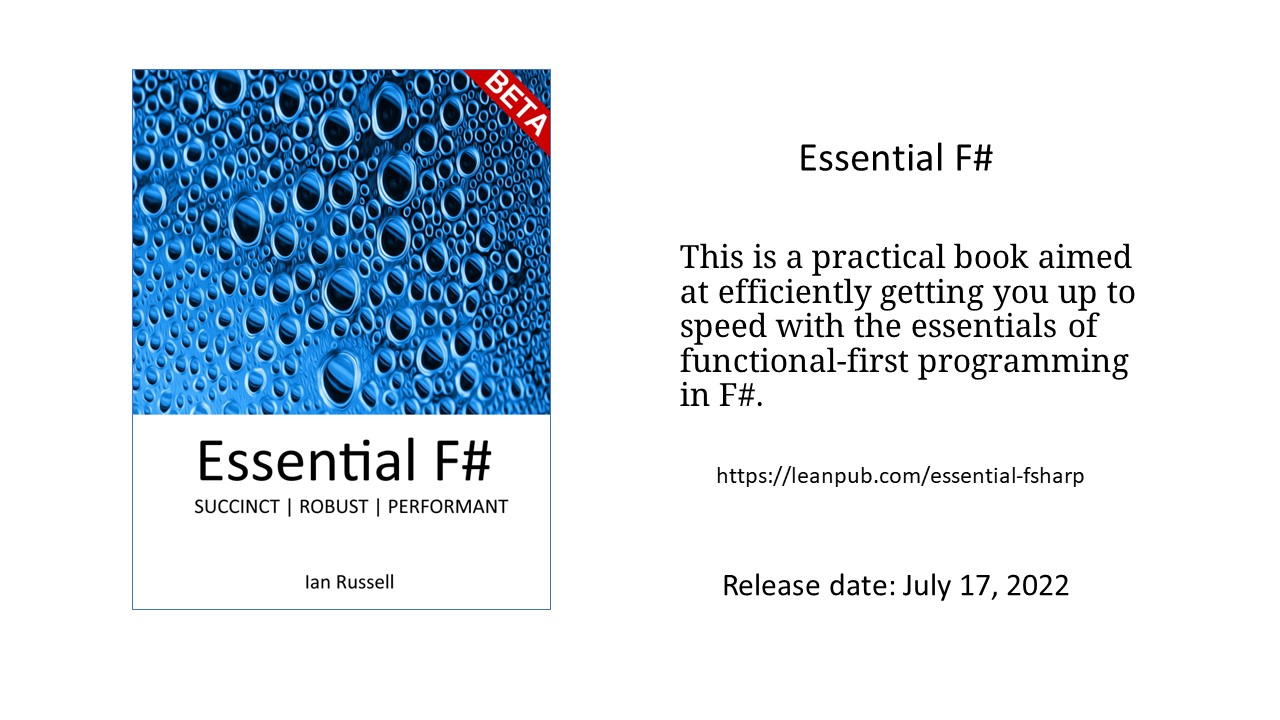 BETA
Essential F#
SUCCINCT | ROBUST | PERFORMANT
Ian Russell
Essential F#
This is a practical book aimed
at efficiently getting you up to
speed with the essentials of
functional-first programming
in F#.
https://leanpub.com/essential-fsharp
Release date: July 17, 2022